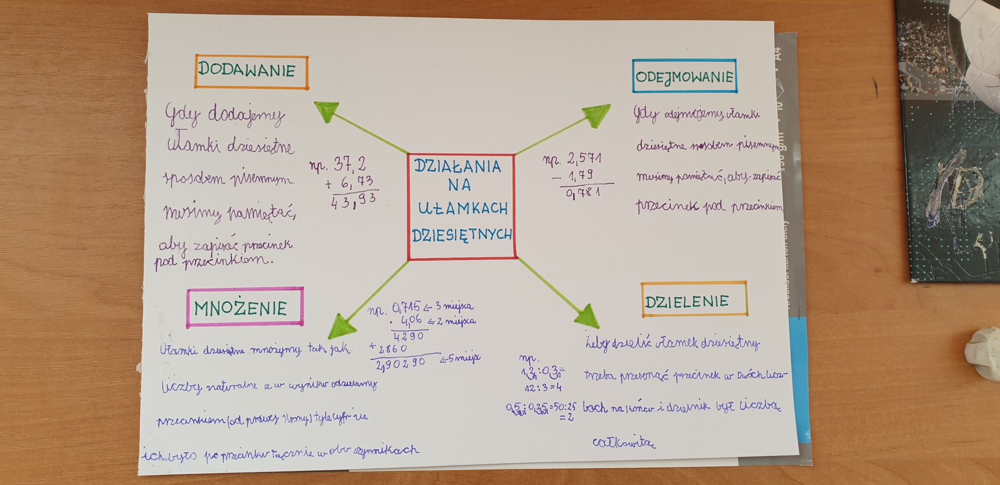 DODAWANIE
Gdy dodajemy
ułamki dziesiętne
sposobem pisemnym
musimy pamiętać,
aby zapisać przecinek
pod przecinkiem.
np. 37,2
+ 6,73
43,93
DZIAŁANIA
NA
UŁAMKACH
DZIESIĘTNYCH
ODEJMOWANIE
Gdy odejmujemy ułamki
dziesiętne sposobem pisemnym
musimy pamiętać, aby zapisać
przecinek pod przecinkiem
np. 2,571
- 1,79
0,781
MNOŻENIE
Ułamki dziesiętne mnożymy tak jak
liczby naturalne a w wyniku oddzielamy
przecinkiem (od prawej strony) tyle cyfr ile
ich było po przecinku łącznie w obu czynnikach
np. 0,715 ← 3 miejsca
· 4,06 ← 2 miejsca
4290
+ 2860
2,90290 ← 5 miejsc
DZIELENIE
Żeby dzielić ułamek dziesiętny
trzeba przesunąć przecinek w dwóch licz-
bach na końcu i dzielnik był liczbą
całkowitą
np.
1,2 : 0,3 =
12 : 3 = 4
0,5 : 0,25 = 50 : 25
= 2
A4